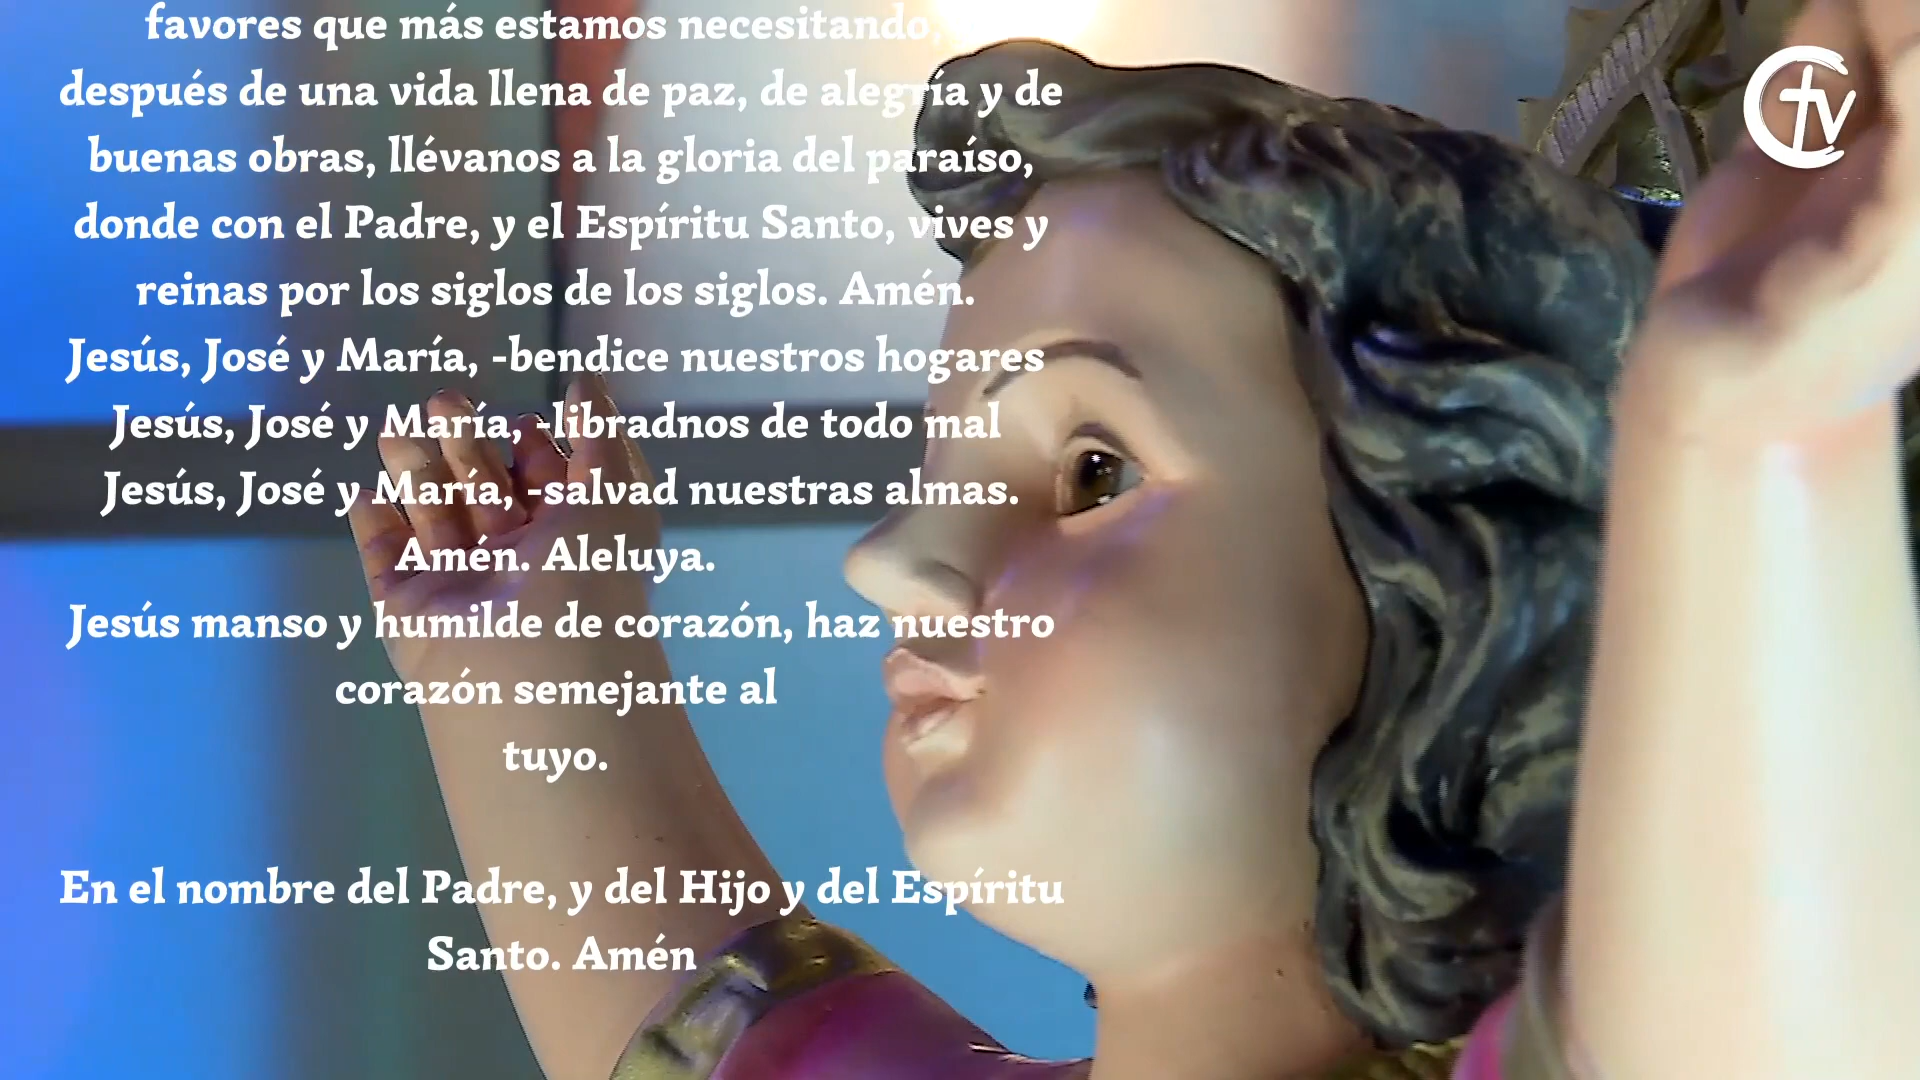 favores que más estamos necesitando,
después de una vida llena de paz, de alegría y de
buenas obras, llévanos a la gloria del paraíso,
donde con el Padre, y el Espíritu Santo, vives y
reinas por los siglos de los siglos. Amén.
Jesús, José y María, -bendice nuestros hogares
Jesús, José y María, -libradnos de todo mal
Jesús, José y María, -salvad nuestras almas.
Amén. Aleluya.
Jesús manso y humilde de corazón, haz nuestro
corazón semejante al
tuyo.
En el nombre del Padre, y del Hijo y del Espíritu
Santo. Amén
CTV